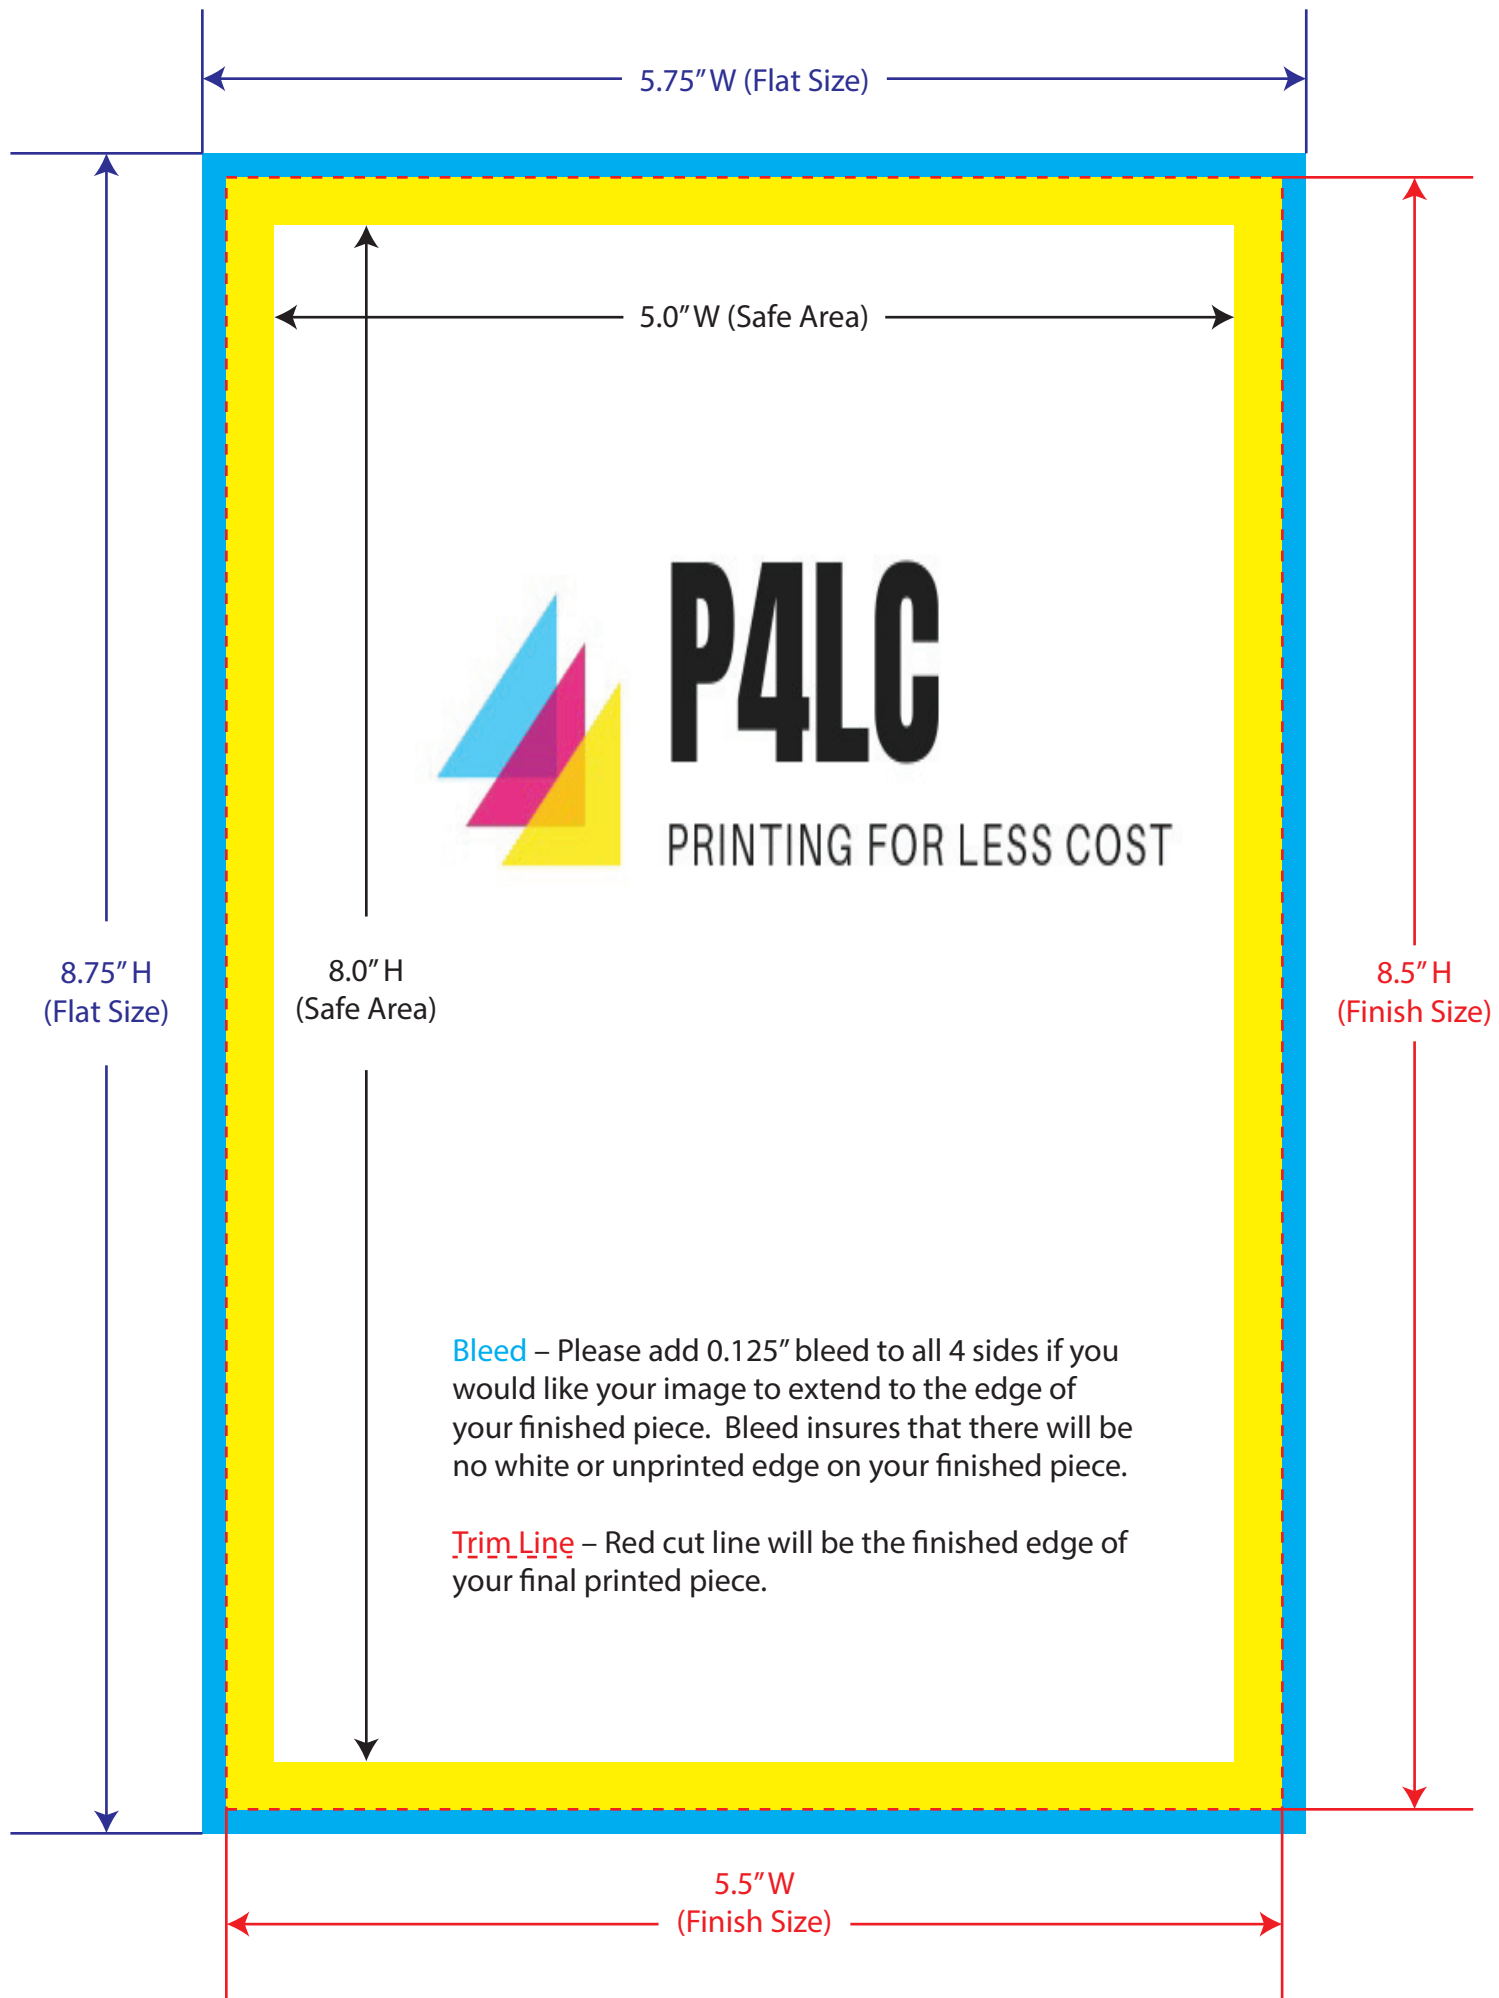 5.75" W (Flat Size)
5.0" W (Safe Area)
P4LC
PRINTING FOR LESS COST
8.75" H
(Flat Size)
8.0" H
(Safe Area)
8.5" H
(Finish Size)
Bleed – Please add 0.125" bleed to all 4 sides if you
would like your image to extend to the edge of
your finished piece.  Bleed insures that there will be
no white or unprinted edge on your finished piece.
Trim Line – Red cut line will be the finished edge of
your final printed piece.
5.5" W
(Finish Size)